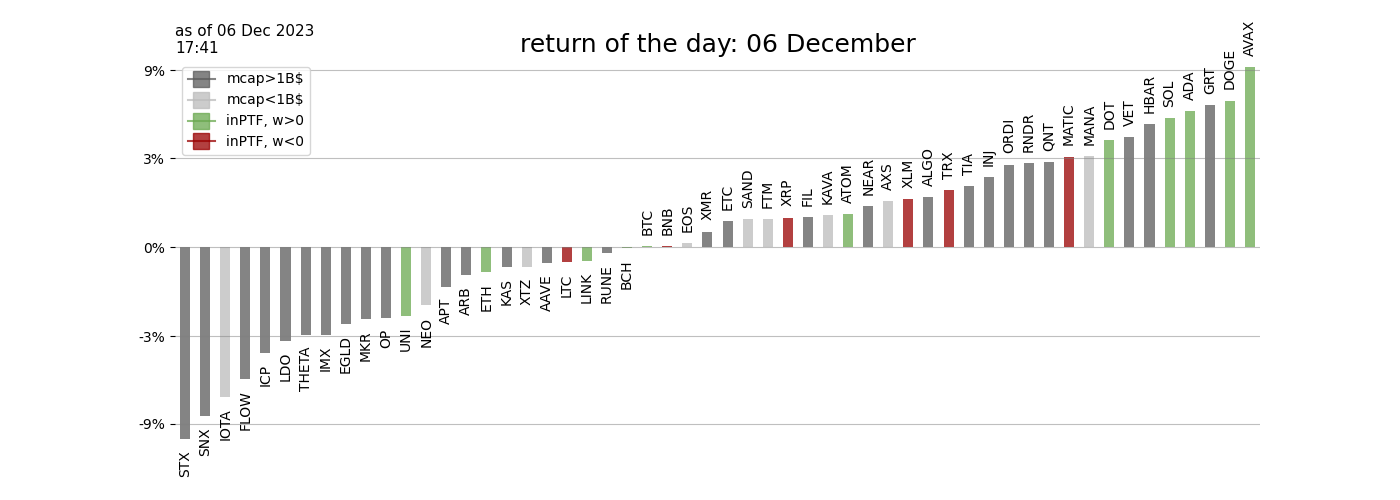 as of 06 Dec 2023
17:41
return of the day: 06 December
9%
3%
0%
-3%
-9%
mcap>1B$
mcap<1B$
inPTF, w>0
inPTF, w<0
STX
SNX
IOTA
FLOW
ICP
LDO
THETA
IMX
EGLD
MKR
OP
UNI
NEO
APT
ARB
ETH
KAS
XTZ
AAVE
LTC
LINK
RUNE
BCH
BTC
BNB
EOS
XMR
ETC
SAND
FTM
XRP
FIL
KAVA
ATOM
NEAR
AXS
XLM
ALGO
TRX
TIA
INJ
ORDI
RNDR
QNT
MATIC
MANA
DOT
VET
HBAR
SOL
ADA
GRT
DOGE
AVAX